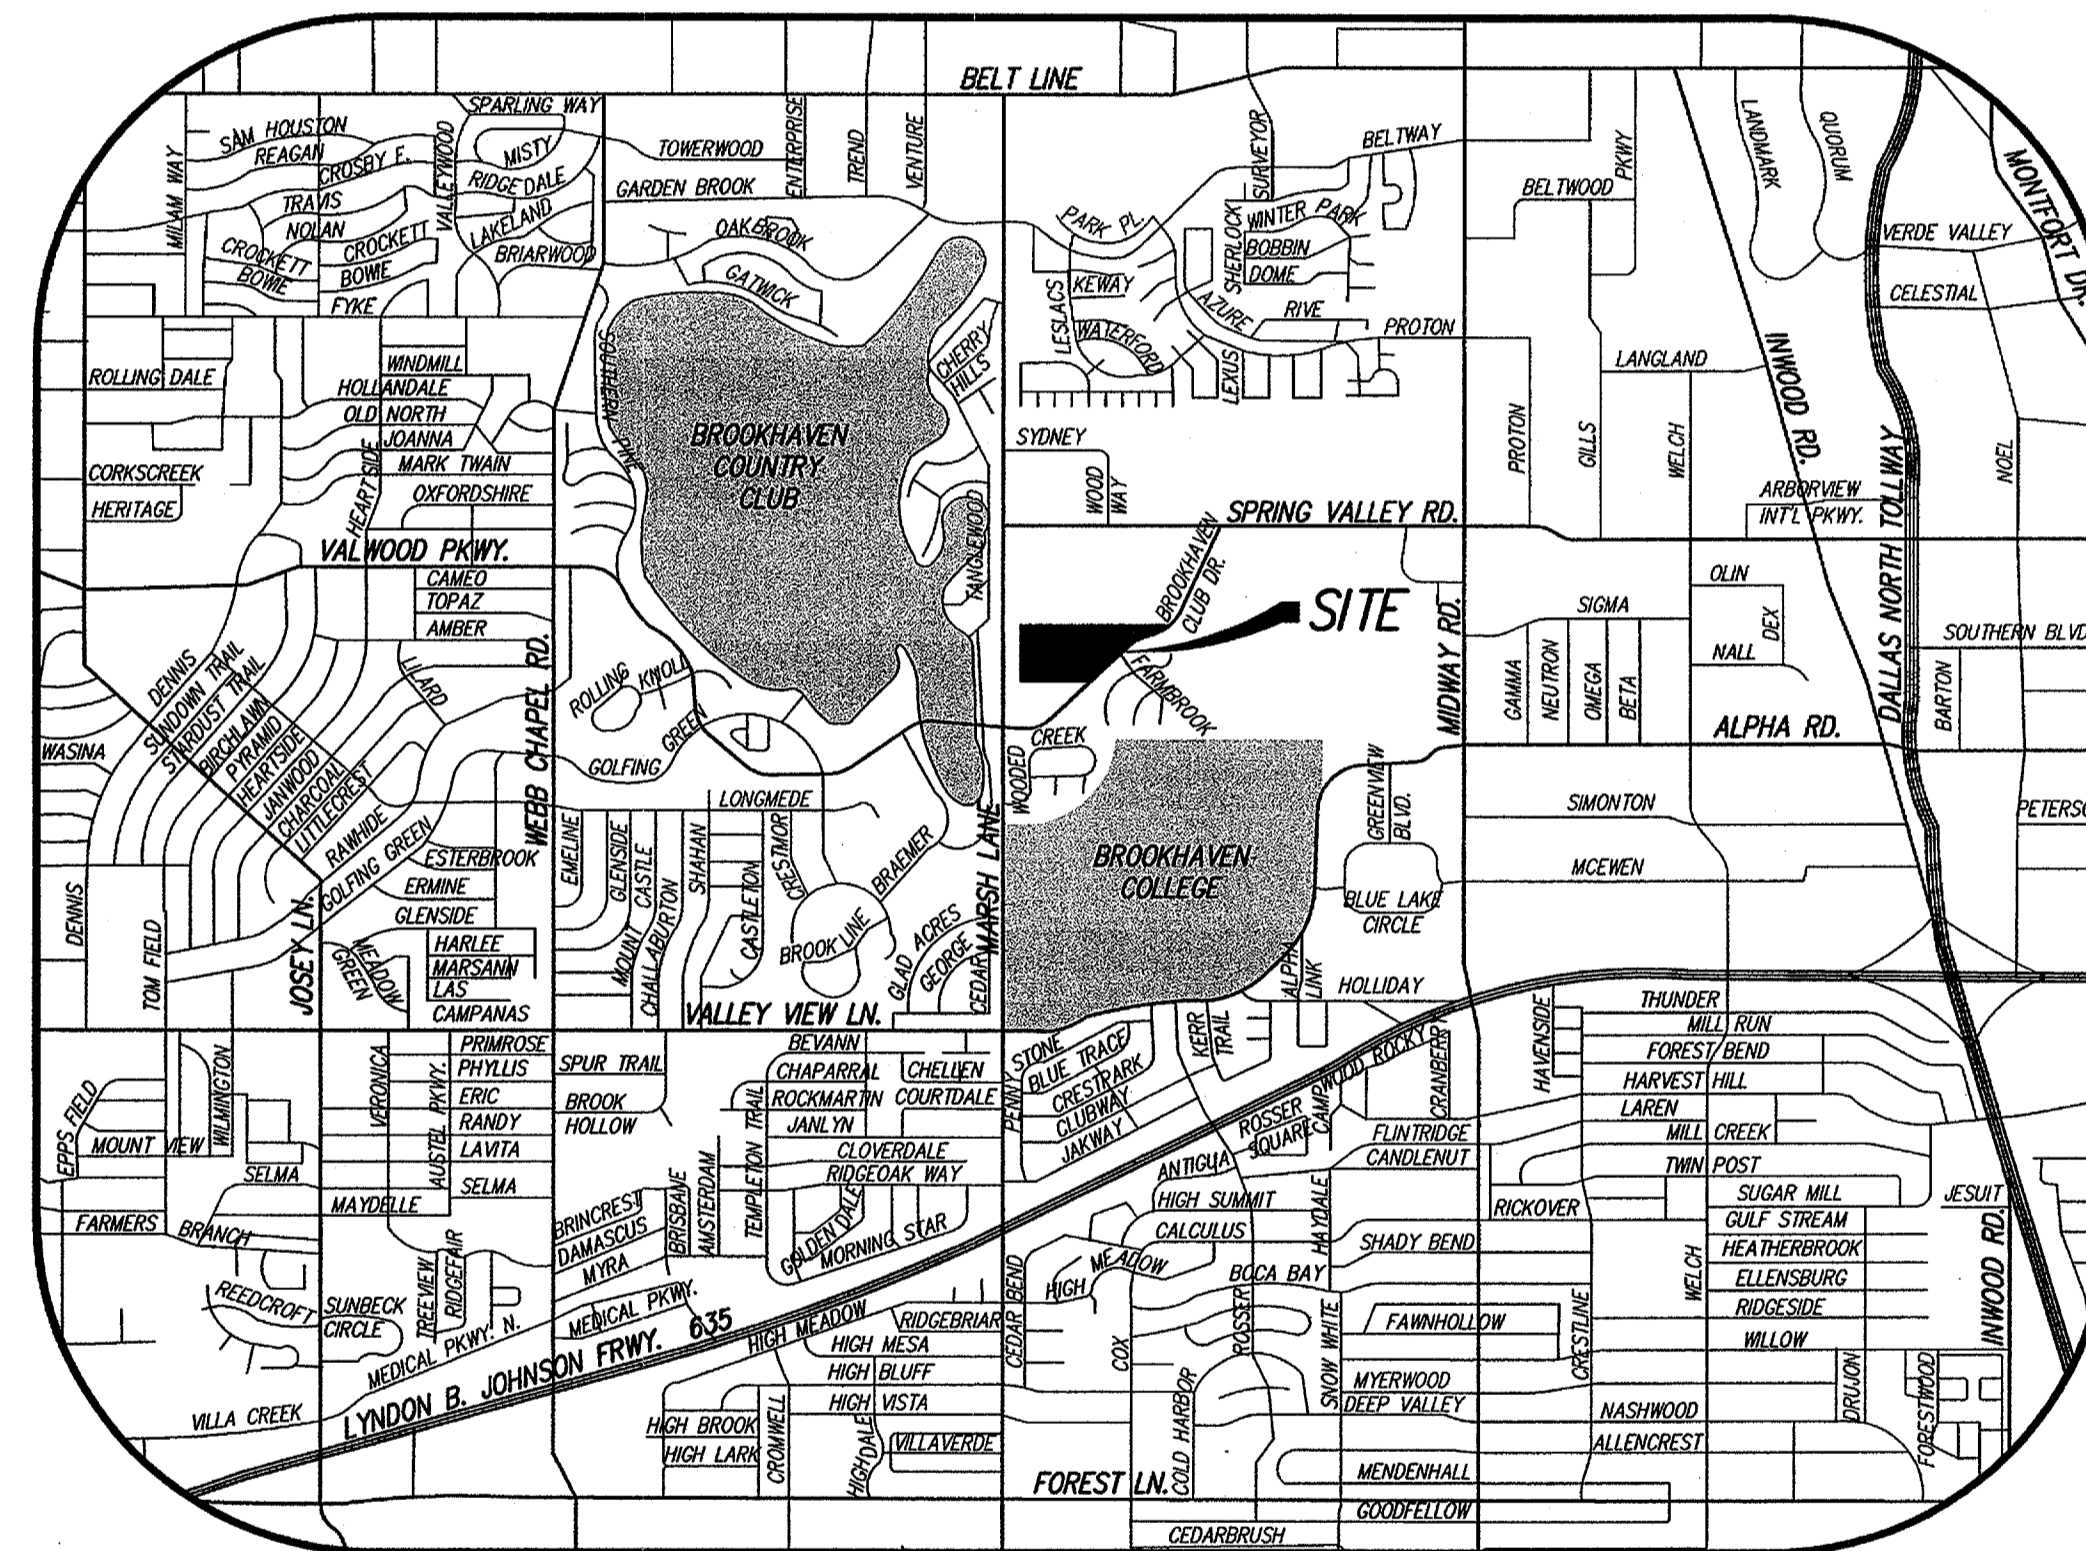 BELT LINE
SPARLING WAY
SAM HOUSTON
REAGAN
CROSBY E.
VALLEYWOOD
MISTY
RIDGEDALE
TOWERWOOD
ENTERPRISE
TREND
VENTURE
SURVEYOR
BELTWAY
BELTWOOD
PKWY
LANDMARK
QUORUM
MONTFORT DR.
MILAM WAY
TRAVIS
NOLAN
CROCKETT
CROCKETT
BOWIE
BOWIE
FYKE
LAKELAND
BRIARWOOD
GARDEN BROOK
OAKBROOK
GATWICK
PARK PL.
SHERLOCK
WINTER PARK
BOBBIN
DOME
KEWAY
LESLACS
WATERFORD
AZURE
RIVE
PROTON
LEXUS
VERDE VALLEY
CELESTIAL
LANGLAND
INWOOD RD.
ROLLING DALE
WINDMILL
HOLLANDALE
OLD NORTH
JOANNA
MARK TWAIN
HEARTSIDE
OXFORDSHIRE
CORKSCREEK
HERITAGE
SOUTHERN
PINE
CHERRY
HILLS
BROOKHAVEN
COUNTRY
CLUB
TANGLEWOOD
SYDNEY
WOOD
WAY
PROTON
GILLS
WELCH
NOEL
ARBORVIEW
INT'L PKWY.
SPRING VALLEY RD.
VALWOOD PKWY.
CAMEO
TOPAZ
AMBER
LILARD
WEBB CHAPEL RD.
ROLLING
KNOLL
GOLFING
GREEN
BROOKHAVEN
CLUB DR.
SITE
FARMBROOK
MIDWAY RD.
SIGMA
GAMMA
NEUTRON
OMEGA
BETA
OLIN
DEX
NALL
DALLAS NORTH TOLLWAY
SOUTHERN BLVD
BARTON
ALPHA RD.
DENNIS
SUNDOWN TRAIL
STARDUST TRAIL
BIRCHLAWN
PYRAMID
HEARTSIDE
JANWOOD
CHARCOAL
LITTLECREST
RAWHIDE
GOLFING GREEN
WASINA
ESTERBROOK
ERMINE
GLENSIDE
HARLEE
MARSANN
LAS
CAMPANAS
MEADOW
GREEN
JOSEY LN.
DENNIS
TOM FIELD
LONGMEDE
EMELINE
GLENSIDE
CASTLE
MOUNT
CHALLABURTON
SHAHAN
CASTLETON
CRESTMOR
BRAEMER
BROOK LINE
GLAD ACRES
GEORGE
CEDAR
MARSH LANE
WOODED
CREEK
BROOKHAVEN
COLLEGE
GREENVIEW
BLVD.
BLUE LAKE
CIRCLE
SIMONTON
MCEWEN
ALPHA
LINK
HOLLIDAY
VALLEY VIEW LN.
PRIMROSE
PHYLLIS
ERIC
RANDY
LAVITA
SELMA
VERONICA
AUSTEL PKWY.
WILMINGTON
EPPS FIELD
MOUNT VIEW
SELMA
MAYDELLE
FARMERS
BRANCH
REEDCROFT
SUNBECK
CIRCLE
TREEVIEW
RIDGEFAIR
SPUR TRAIL
BROOK
HOLLOW
BRINCREST
DAMASCUS
MYRA
BRISBANE
AMSTERDAM
TEMPLETON TRAIL
BEVANN
CHAPARRAL
ROCKMARTIN
JANLYN
CHELLEN
COURTDALE
CLOVERDALE
RIDGEOAK WAY
GOLDEN DALE
MORNING STAR
MEDICAL PKWY.
MEDICAL PKWY. N.
LYNDON B. JOHNSON FRWY. 635
VILLA CREEK
HIGH MEADOW
RIDGEBRIAR
HIGH MESA
HIGH BLUFF
HIGH VISTA
HIGH BROOK
HIGH LARK
CROMWELL
HIGHDALE
VILLAVERDE
PENNY
STONE
BLUE TRACE
CRESTPARK
CLUBWAY
JAKWAY
KERR
TRAIL
ROSSER
SQUARE
CAMPWOOD
ROCKY
CRANBERRY
ANTIGUA
FLINTRIDGE
CANDLENUT
HIGH SUMMIT
CALCULUS
HAYDALE
SHADY BEND
HIGH
MEADOW
BOCA BAY
CEDAR BEND
COX
ROSSER
SNOW WHITE
FAWNHOLLOW
MYERWOOD
DEEP VALLEY
COLD HARBOR
FOREST LN.
MENDENHALL
GOODFELLOW
CEDARBRUSH
HAVENSIDE
THUNDER
MILL RUN
FOREST BEND
HARVEST HILL
LAREN
MILL CREEK
TWIN POST
RICKOVER
SUGAR MILL
GULF STREAM
HEATHERBROOK
ELLENSBURG
RIDGESIDE
WILLOW
WELCH
CRESTLINE
JESUIT
INWOOD RD.
NASHWOOD
ALLENCREST
DRUJON
FORESTWOOD